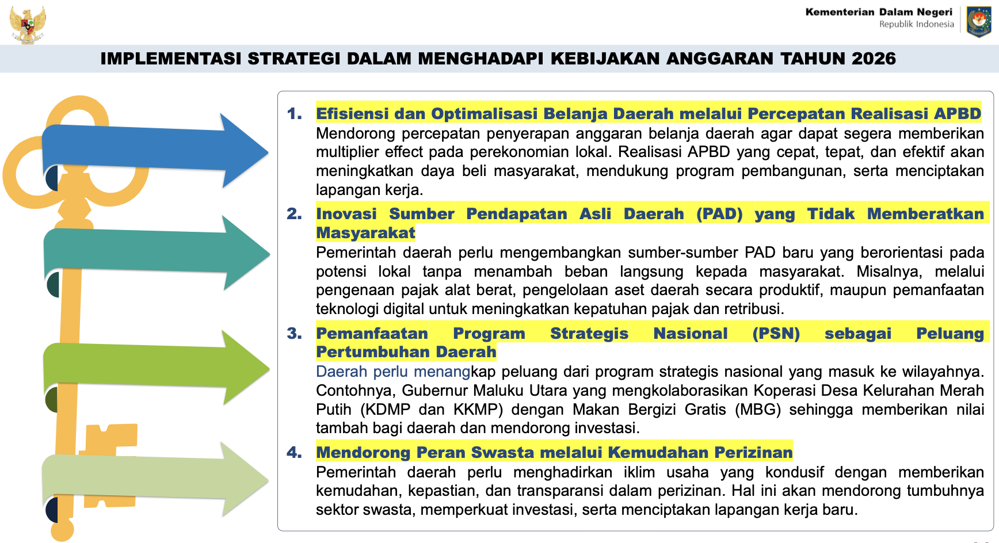 Kementerian Dalam Negeri
Republik Indonesia
IMPLEMENTASI STRATEGI DALAM MENGHADAPI KEBIJAKAN ANGGARAN TAHUN 2026
1. Efisiensi dan Optimalisasi Belanja Daerah melalui Percepatan Realisasi APBD
Mendorong percepatan penyerapan anggaran belanja daerah agar dapat segera memberikan
multiplier effect pada perekonomian lokal. Realisasi APBD yang cepat, tepat, dan efektif akan
meningkatkan daya beli masyarakat, mendukung program pembangunan, serta menciptakan
lapangan kerja.
2. Inovasi Sumber Pendapatan Asli Daerah (PAD) yang Tidak Memberatkan
Masyarakat
Pemerintah daerah perlu mengembangkan sumber-sumber PAD baru yang berorientasi pada
potensi lokal tanpa menambah beban langsung kepada masyarakat. Misalnya, melalui
pengenaan pajak alat berat, pengelolaan aset daerah secara produktif, maupun pemanfaatan
teknologi digital untuk meningkatkan kepatuhan pajak dan retribusi.
3. Pemanfaatan Program Strategis Nasional (PSN) sebagai Peluang
Pertumbuhan Daerah
Daerah perlu menangkap peluang dari program strategis nasional yang masuk ke wilayahnya.
Contohnya, Gubernur Maluku Utara yang mengkolaborasikan Koperasi Desa Kelurahan Merah
Putih (KDMP dan KKMP) dengan Makan Bergizi Gratis (MBG) sehingga memberikan nilai
tambah bagi daerah dan mendorong investasi.
4. Mendorong Peran Swasta melalui Kemudahan Perizinan
Pemerintah daerah perlu menghadirkan iklim usaha yang kondusif dengan memberikan
kemudahan, kepastian, dan transparansi dalam perizinan. Hal ini akan mendorong tumbuhnya
sektor swasta, memperkuat investasi, serta menciptakan lapangan kerja baru.